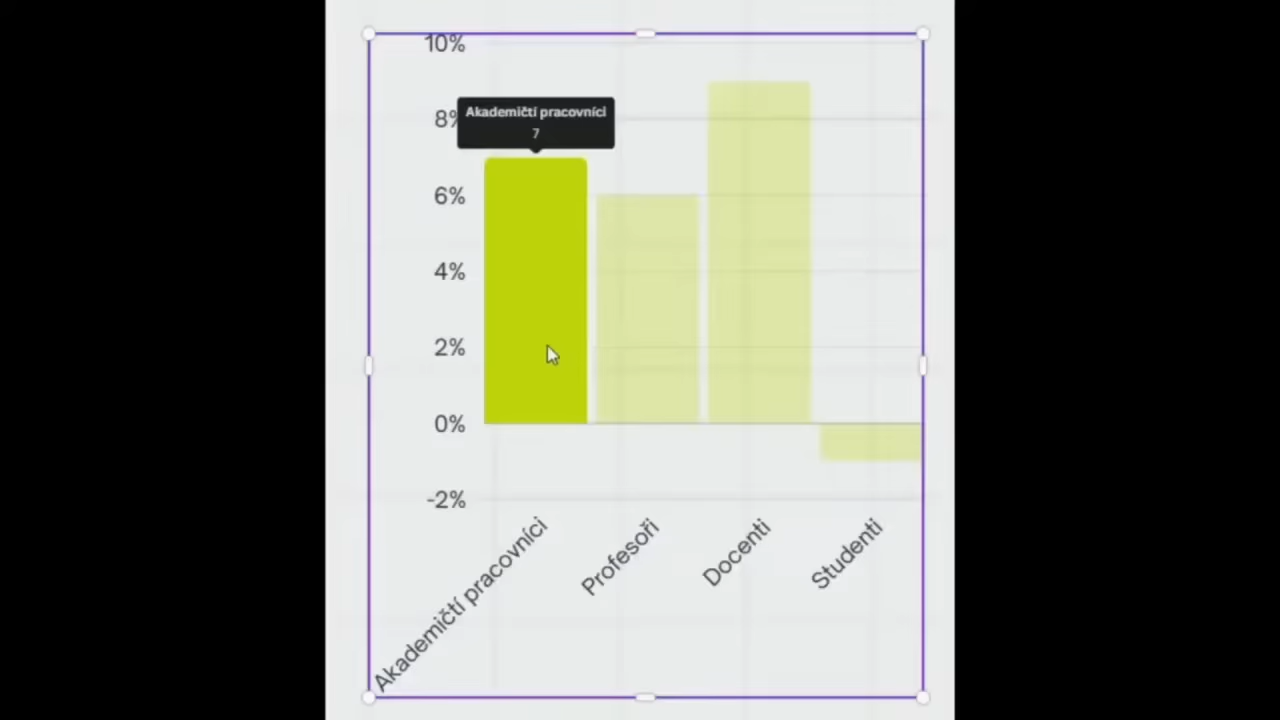 10%
Akademičtí pracovníci
7
8%
6%
4%
2%
0%
-2%
Akademičtí pracovníci
Profesoři
Docenti
Studenti